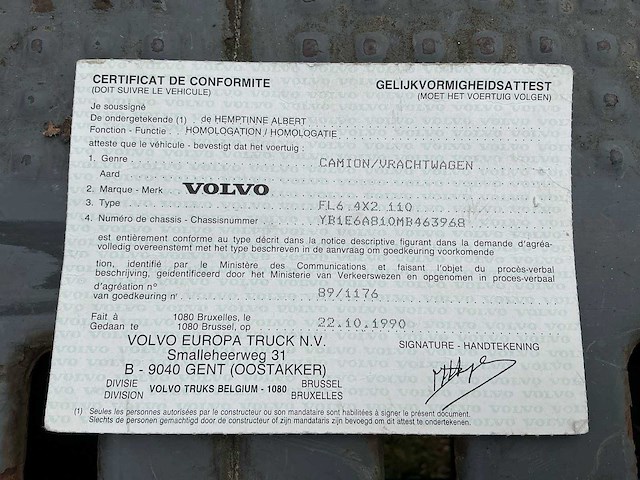 CERTIFICAT DE CONFORMITE
(DOIT SUIVRE LE VEHICULE)
GELIJKVORMIGHEIDSATTEST
(MOET HET VOERTUIG VOLGEN)
Je soussigné
De ondergetekende (1) . de HEMPTINNE ALBERT
Fonction - Functie . . HOMOLOGATION / HOMOLOGATIE
atteste que le véhicule - bevestigt dat het voertuig :
1. Genre CAMION/VRACHTWAGEN
Aard
2. Marque - Merk VOLVO
3. Type FL6 4X2 110
4. Numéro de chassis - Chassisnummer YB1E6A810MB463968
est entièrement conforme au type décrit dans la notice descriptive figurant dans la demande d'agréa-
volledig overeenstemt met het type beschreven in de aanvraag om goedkeuring voorkomende
tion, identifié par le Ministère des Communications et faisant l'objet du procès-verbal
beschrijving, geïdentificeerd door het Ministerie van Verkeerswezen en opgenomen in proces-verbaal
d'agréation n°
van goedkeuring nr 89/1176
Fait à 1080 Bruxelles, le
Gedaan te 1080 Brussel, op 22.10.1990
VOLVO EUROPA TRUCK N.V.
Smalleheerweg 31
B - 9040 GENT (OOSTAKKER)
SIGNATURE - HANDTEKENING
DIVISIE VOLVO TRUKS BELGIUM - 1080 BRUSSEL
DIVISION BRUXELLES
(1) Seules les personnes autorisées par le constructeur ou son mandataire sont habilitées à signer le présent document.
Slechts de personen gemachtigd door de constructeur of zijn mandataris zijn bevoegd om dit attest te ondertekenen.